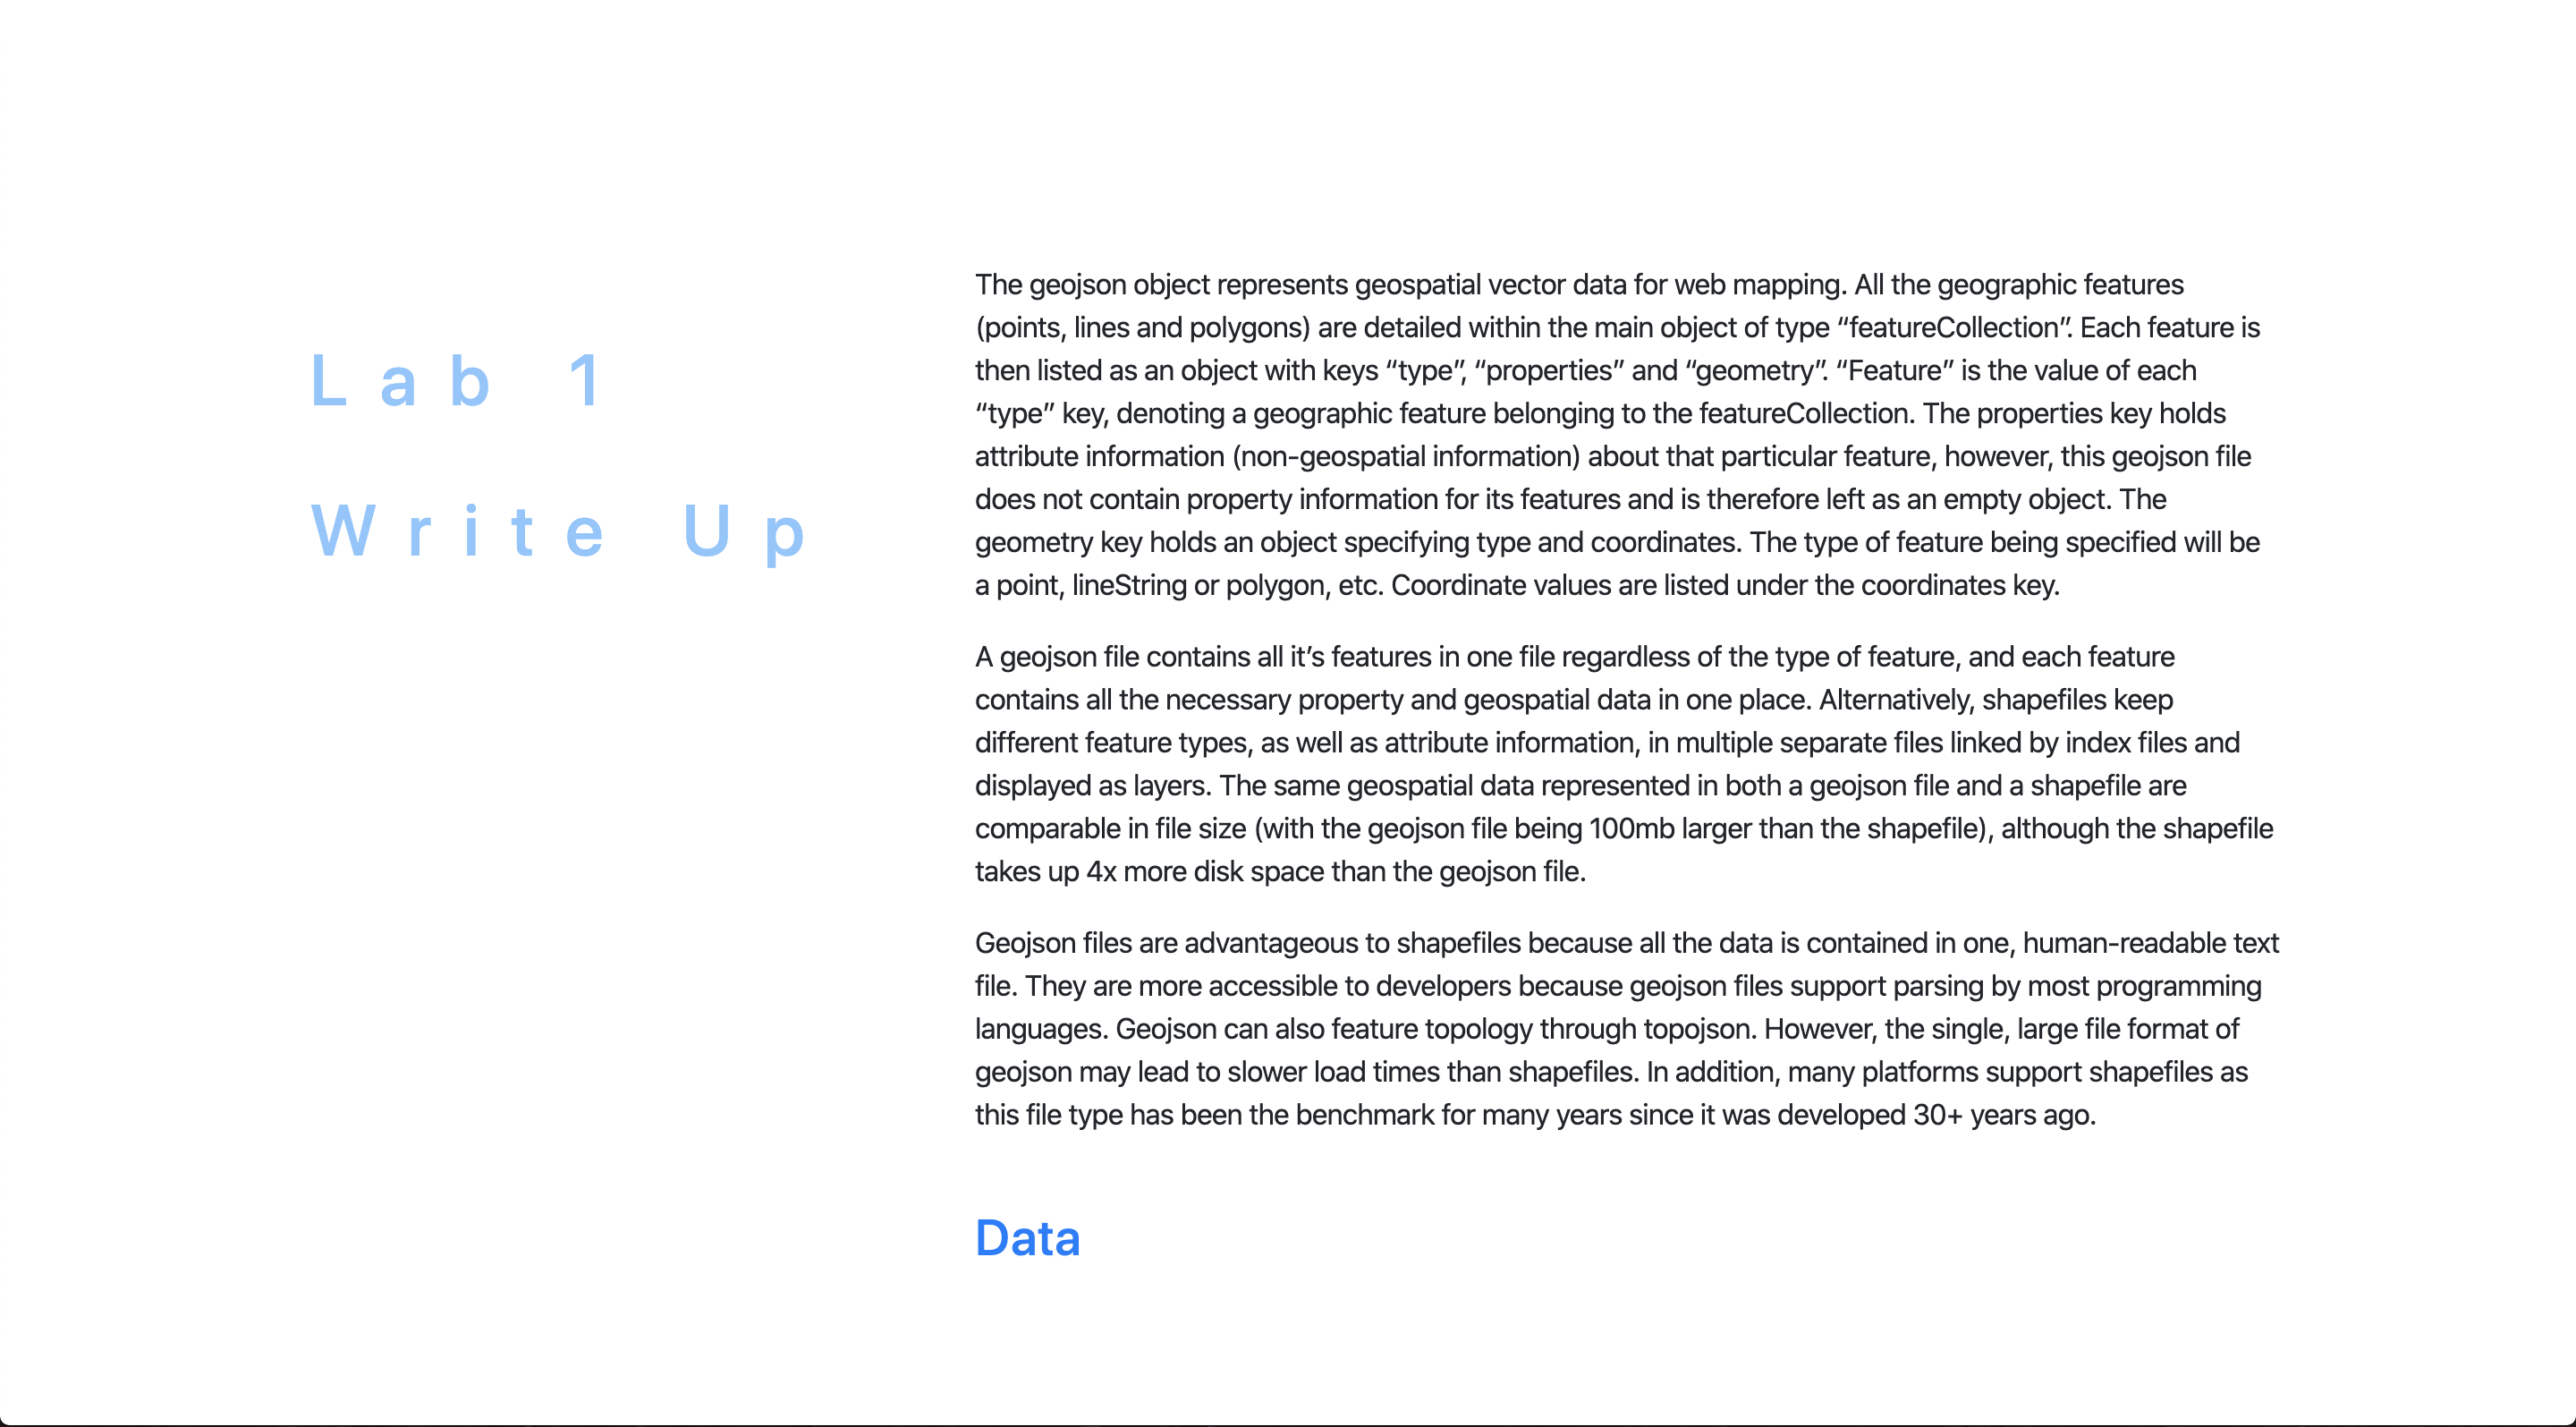 Lab 1
Write Up
The geojson object represents geospatial vector data for web mapping. All the geographic features
(points, lines and polygons) are detailed within the main object of type “featureCollection”. Each feature is
then listed as an object with keys “type”, “properties” and “geometry”. “Feature” is the value of each
“type” key, denoting a geographic feature belonging to the featureCollection. The properties key holds
attribute information (non-geospatial information) about that particular feature, however, this geojson file
does not contain property information for its features and is therefore left as an empty object. The
geometry key holds an object specifying type and coordinates. The type of feature being specified will be
a point, lineString or polygon, etc. Coordinate values are listed under the coordinates key.
A geojson file contains all it’s features in one file regardless of the type of feature, and each feature
contains all the necessary property and geospatial data in one place. Alternatively, shapefiles keep
different feature types, as well as attribute information, in multiple separate files linked by index files and
displayed as layers. The same geospatial data represented in both a geojson file and a shapefile are
comparable in file size (with the geojson file being 100mb larger than the shapefile), although the shapefile
takes up 4x more disk space than the geojson file.
Geojson files are advantageous to shapefiles because all the data is contained in one, human-readable text
file. They are more accessible to developers because geojson files support parsing by most programming
languages. Geojson can also feature topology through topojson. However, the single, large file format of
geojson may lead to slower load times than shapefiles. In addition, many platforms support shapefiles as
this file type has been the benchmark for many years since it was developed 30+ years ago.
Data